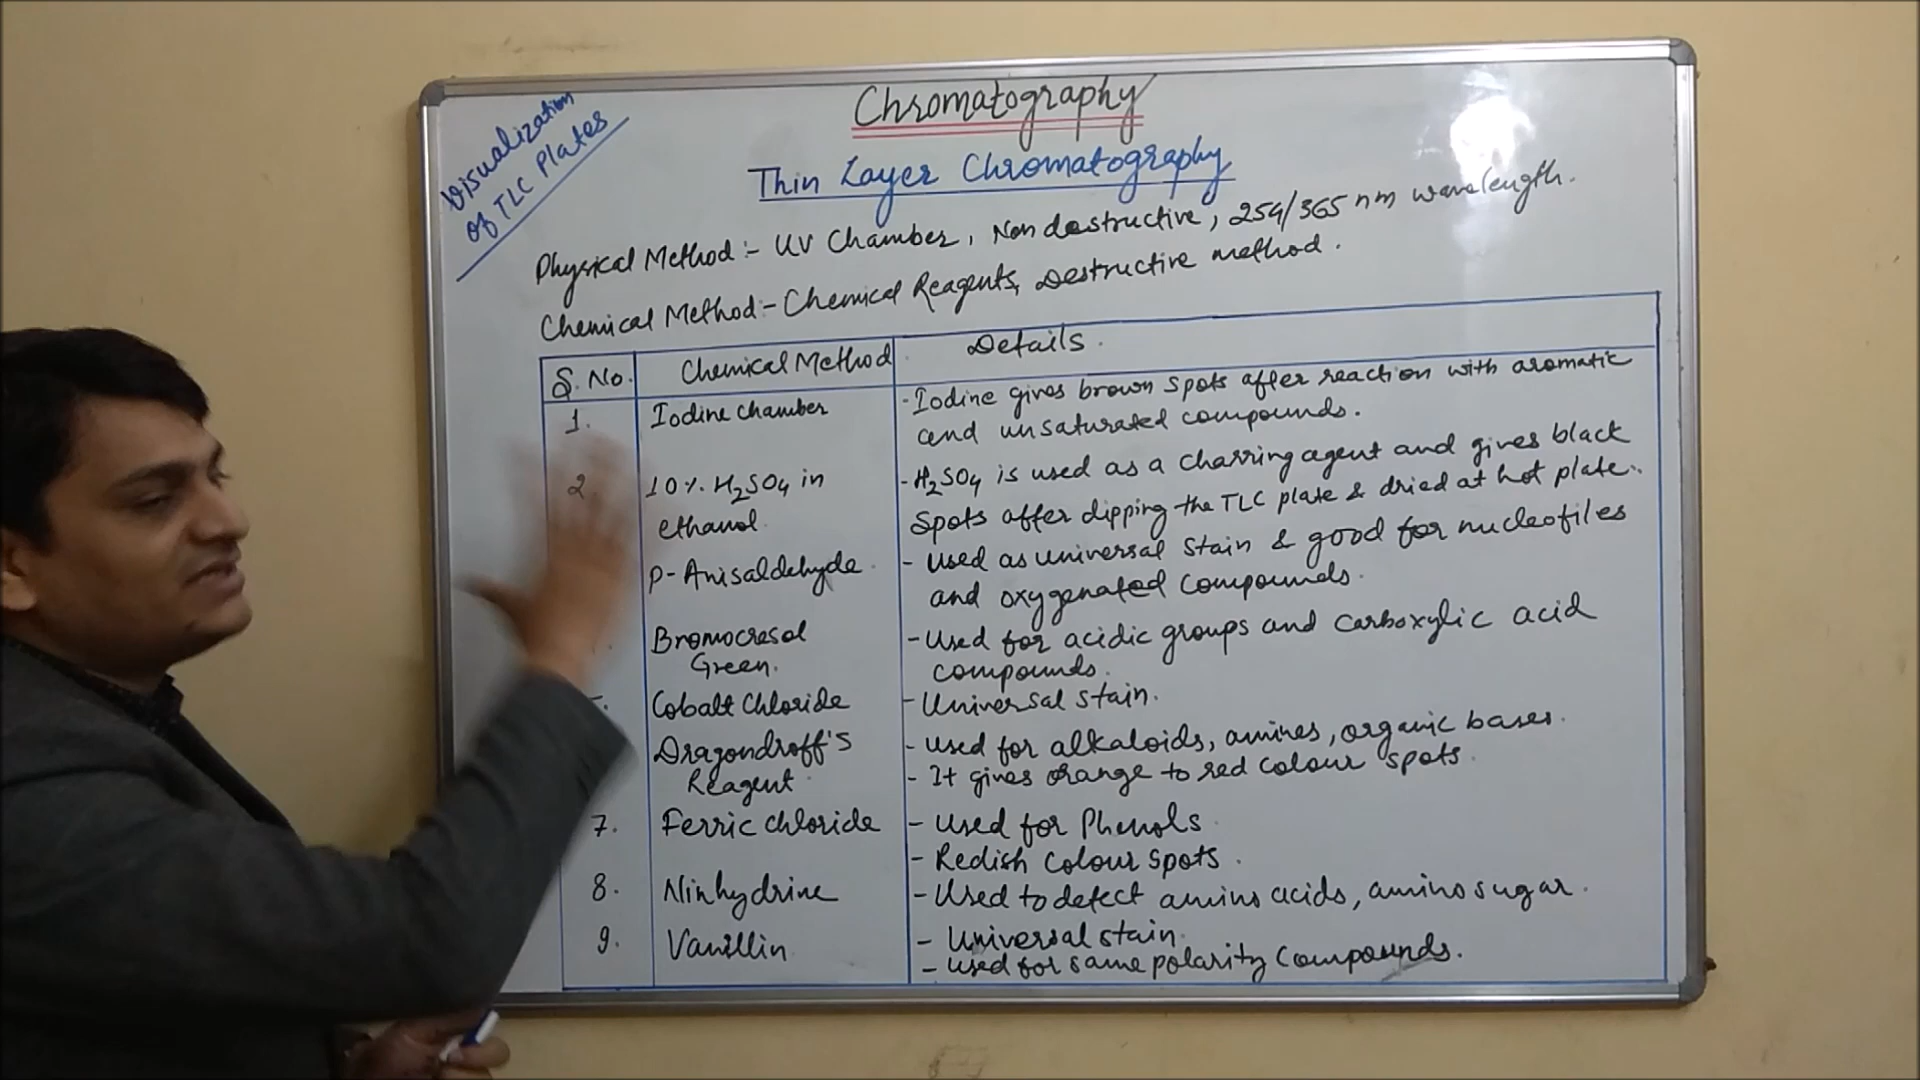 Visualization
of TLC Plates
Chromatography
Thin Layer Chromatography
Physical Method:- UV Chamber, Non destructive, 254/365 nm wavelength.
Chemical Method:- Chemical Reagents, Destructive method.
S. No. Chemical Method Details.
1. Iodine chamber - Iodine gives brown spots after reaction with aromatic
and unsaturated compounds.
2. 10% H2SO4 in - H2SO4 is used as a charring agent and gives black
ethanol. Spots after dipping the TLC plate & dried at hot plate.
p-Anisaldehyde. - Used as universal stain & good for nucleofiles
and oxygenated compounds.
Bromocresol - Used for acidic groups and carboxylic acid
Green. compounds.
Cobalt Chloride - Universal stain.
Dragondroff's - Used for alkaloids, amines, organic bases.
Reagent. - It gives orange to red colour spots.
7. Ferric chloride - Used for Phenols
- Redish colour spots.
8. Ninhydrine - Used to detect amino acids, amino sugar.
9. Vanillin - Universal stain.
- Used for same polarity compounds.